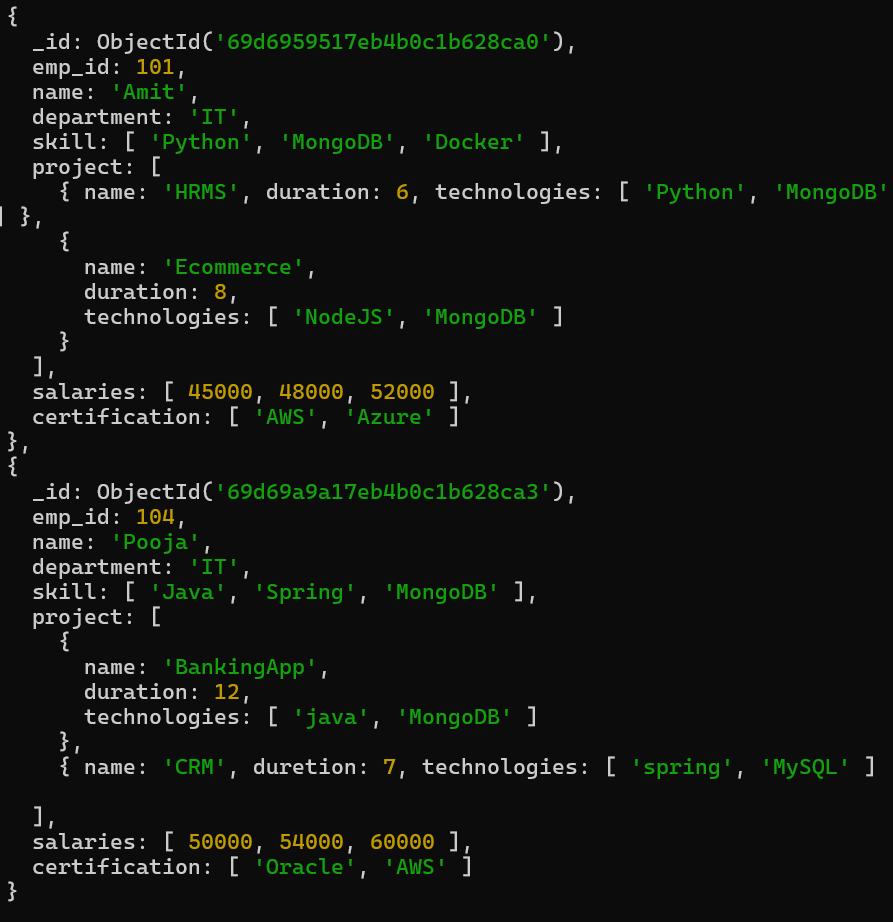 {
  _id: ObjectId('69d6959517eb4b0c1b628ca0'),
  emp_id: 101,
  name: 'Amit',
  department: 'IT',
  skill: [ 'Python', 'MongoDB', 'Docker' ],
  project: [
    { name: 'HRMS', duration: 6, technologies: [ 'Python', 'MongoDB'
] },
    {
      name: 'Ecommerce',
      duration: 8,
      technologies: [ 'NodeJS', 'MongoDB' ]
    }
  ],
  salaries: [ 45000, 48000, 52000 ],
  certification: [ 'AWS', 'Azure' ]
},
{
  _id: ObjectId('69d69a9a17eb4b0c1b628ca3'),
  emp_id: 104,
  name: 'Pooja',
  department: 'IT',
  skill: [ 'Java', 'Spring', 'MongoDB' ],
  project: [
    {
      name: 'BankingApp',
      duration: 12,
      technologies: [ 'java', 'MongoDB' ]
    },
    { name: 'CRM', duretion: 7, technologies: [ 'spring', 'MySQL' ]
  ],
  salaries: [ 50000, 54000, 60000 ],
  certification: [ 'Oracle', 'AWS' ]
}